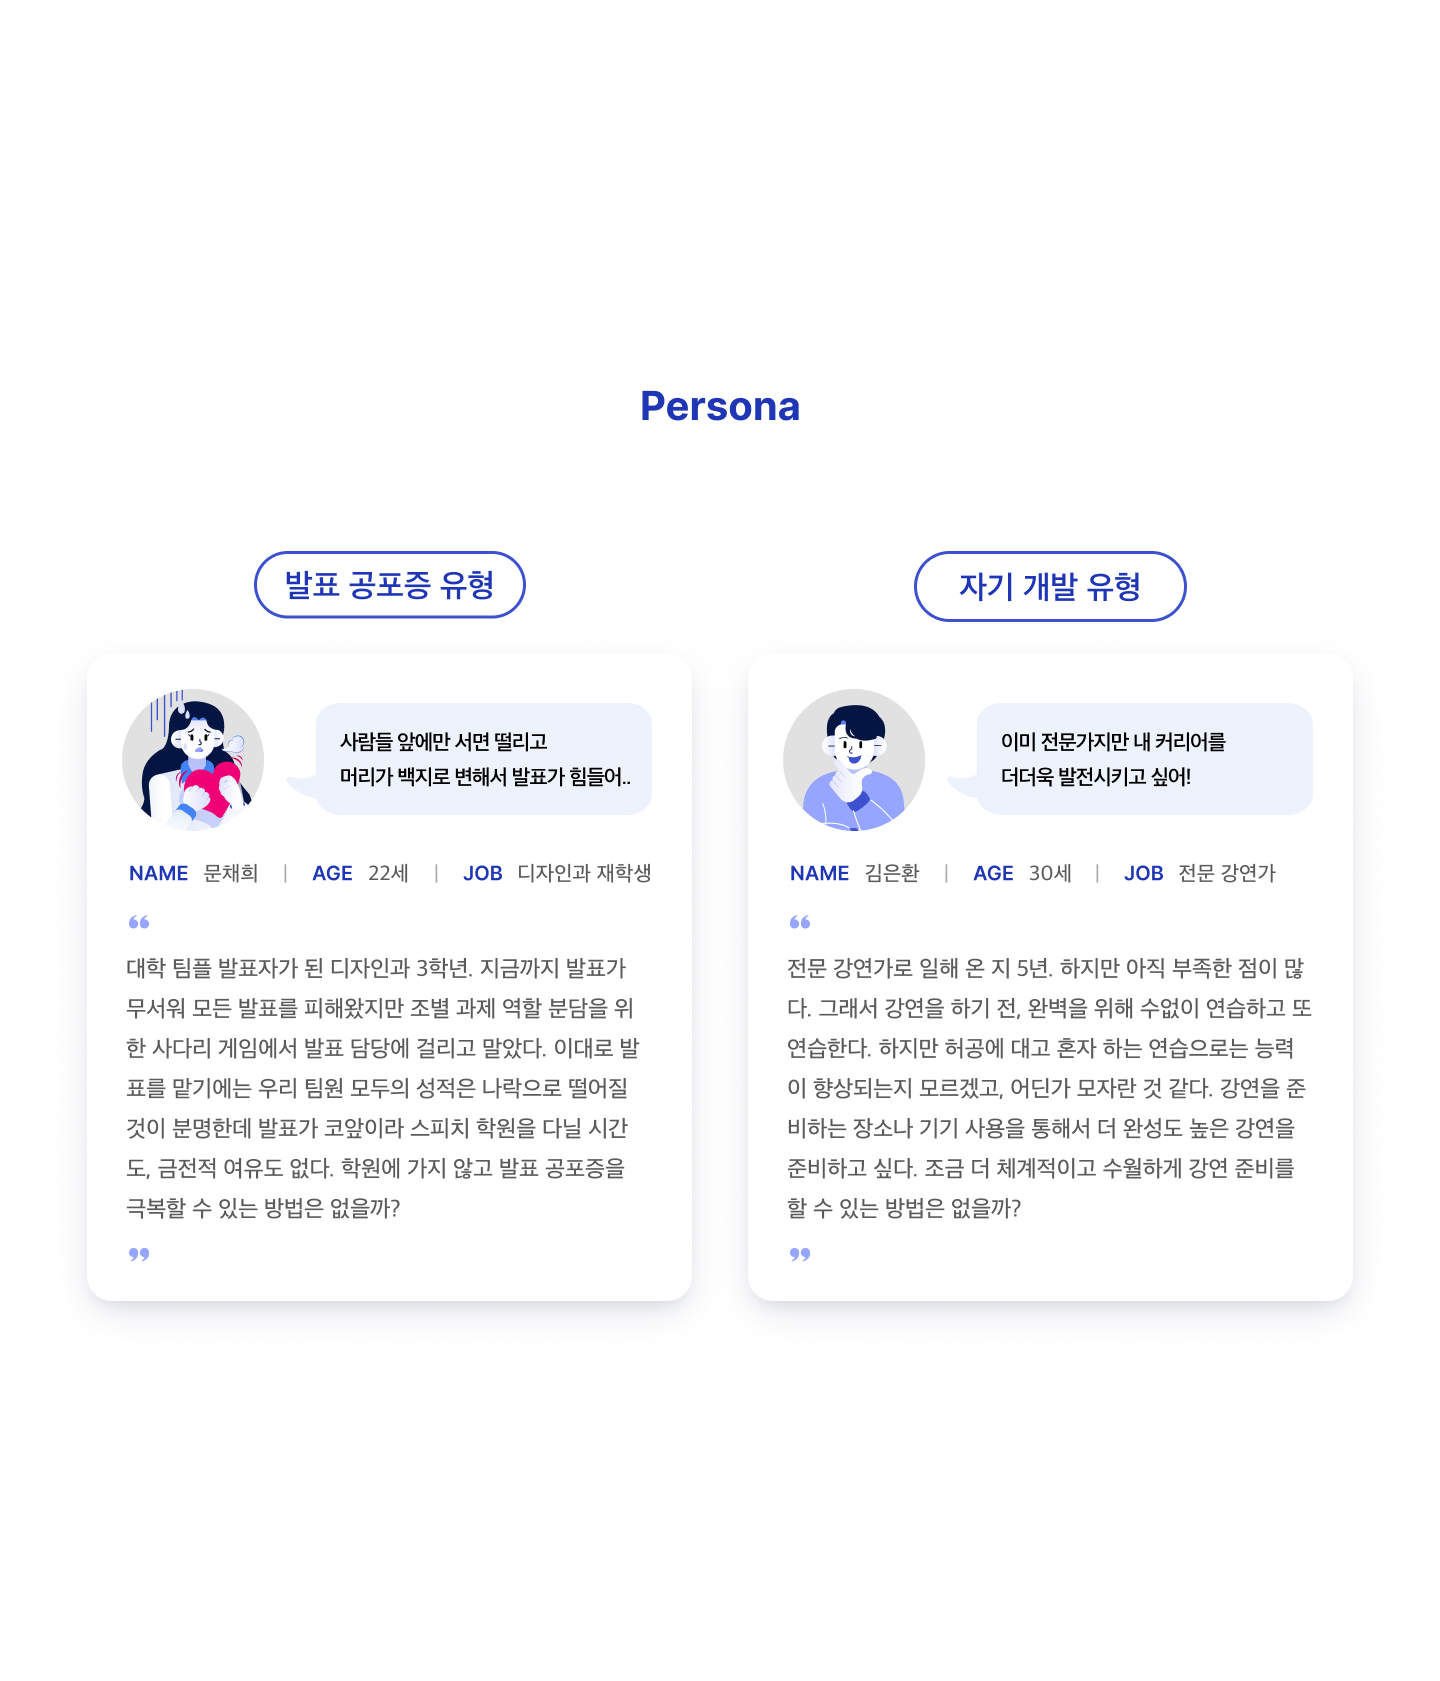 Persona
발표 공포증 유형
사람들 앞에만 서면 떨리고
머리가 백지로 변해서 발표가 힘들어..
NAME 문채희 | AGE 22세 | JOB 디자인과 재학생
“
대학 팀플 발표자가 된 디자인과 3학년. 지금까지 발표가
무서워 모든 발표를 피해왔지만 조별 과제 역할 분담을 위
한 사다리 게임에서 발표 담당에 걸리고 말았다. 이대로 발
표를 맡기에는 우리 팀원 모두의 성적은 나락으로 떨어질
것이 분명한데 발표가 코앞이라 스피치 학원을 다닐 시간
도, 금전적 여유도 없다. 학원에 가지 않고 발표 공포증을
극복할 수 있는 방법은 없을까?
”
자기 개발 유형
이미 전문가지만 내 커리어를
더더욱 발전시키고 싶어!
NAME 김은환 | AGE 30세 | JOB 전문 강연가
“
전문 강연가로 일해 온 지 5년. 하지만 아직 부족한 점이 많
다. 그래서 강연을 하기 전, 완벽을 위해 수없이 연습하고 또
연습한다. 하지만 허공에 대고 혼자 하는 연습으로는 능력
이 향상되는지 모르겠고, 어딘가 모자란 것 같다. 강연을 준
비하는 장소나 기기 사용을 통해서 더 완성도 높은 강연을
준비하고 싶다. 조금 더 체계적이고 수월하게 강연 준비를
할 수 있는 방법은 없을까?
”